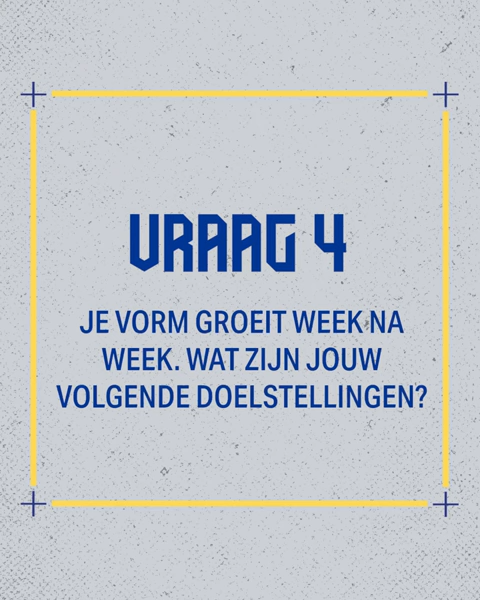 VRAAG 4
JE VORM GROEIT WEEK NA
WEEK. WAT ZIJN JOUW
VOLGENDE DOELSTELLINGEN?